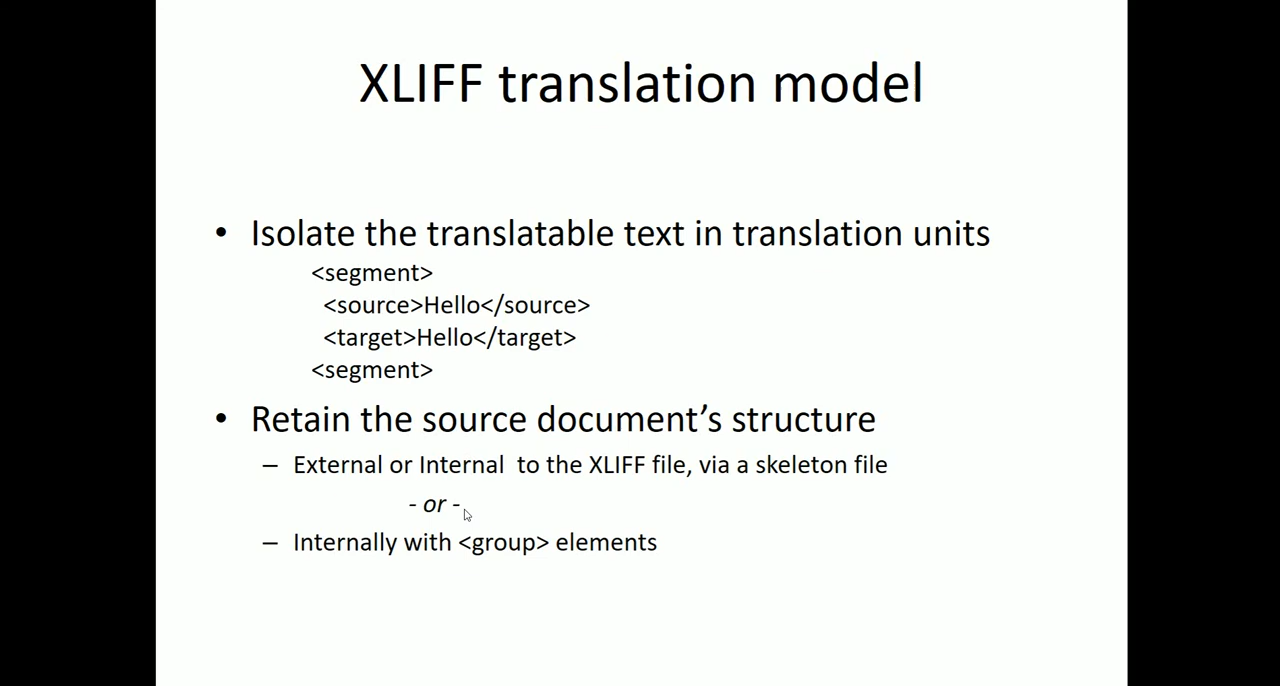 XLIFF translation model
• Isolate the translatable text in translation units
<segment>
<source>Hello</source>
<target>Hello</target>
<segment>
• Retain the source document’s structure
– External or Internal  to the XLIFF file, via a skeleton file
- or -
– Internally with <group> elements